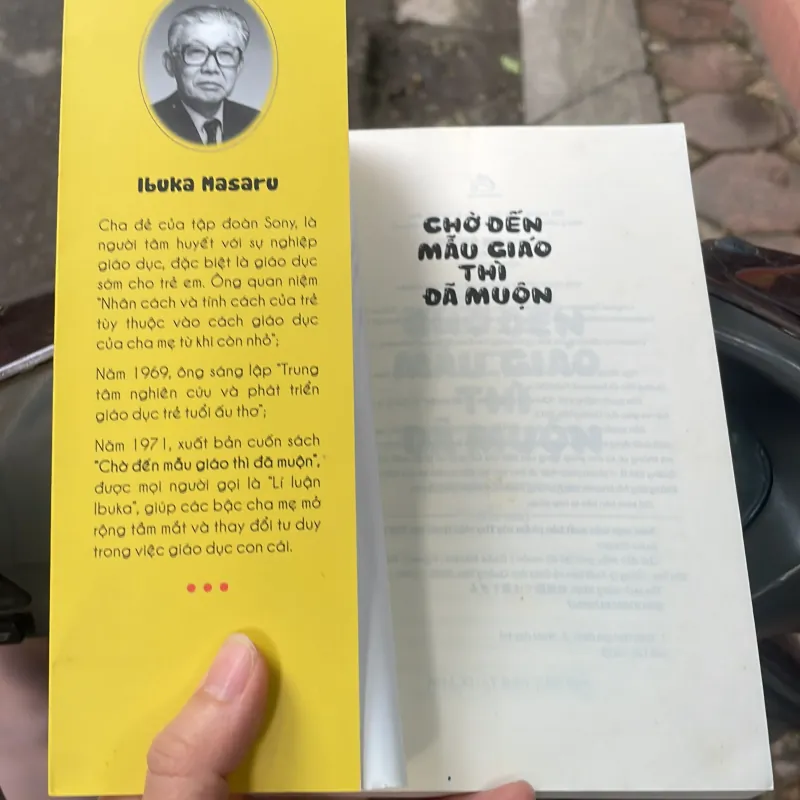 Ibuka Masaru
Cha đẻ của tập đoàn Sony, là
người tâm huyết với sự nghiệp
giáo dục, đặc biệt là giáo dục
sớm cho trẻ em. Ông quan niệm
"Nhân cách và tính cách của trẻ
tùy thuộc vào cách giáo dục
của cha mẹ từ khi còn nhỏ";
Năm 1969, ông sáng lập "Trung
tâm nghiên cứu và phát triển
giáo dục trẻ tuổi ấu thơ";
Năm 1971, xuất bản cuốn sách
"Chờ đến mẫu giáo thì đã muộn",
được mọi người gọi là "Lí luận
Ibuka", giúp các bậc cha mẹ mở
rộng tầm mắt và thay đổi tư duy
trong việc giáo dục con cái.
CHỜ ĐẾN
MẪU GIÁO
THÌ
ĐÃ MUỘN